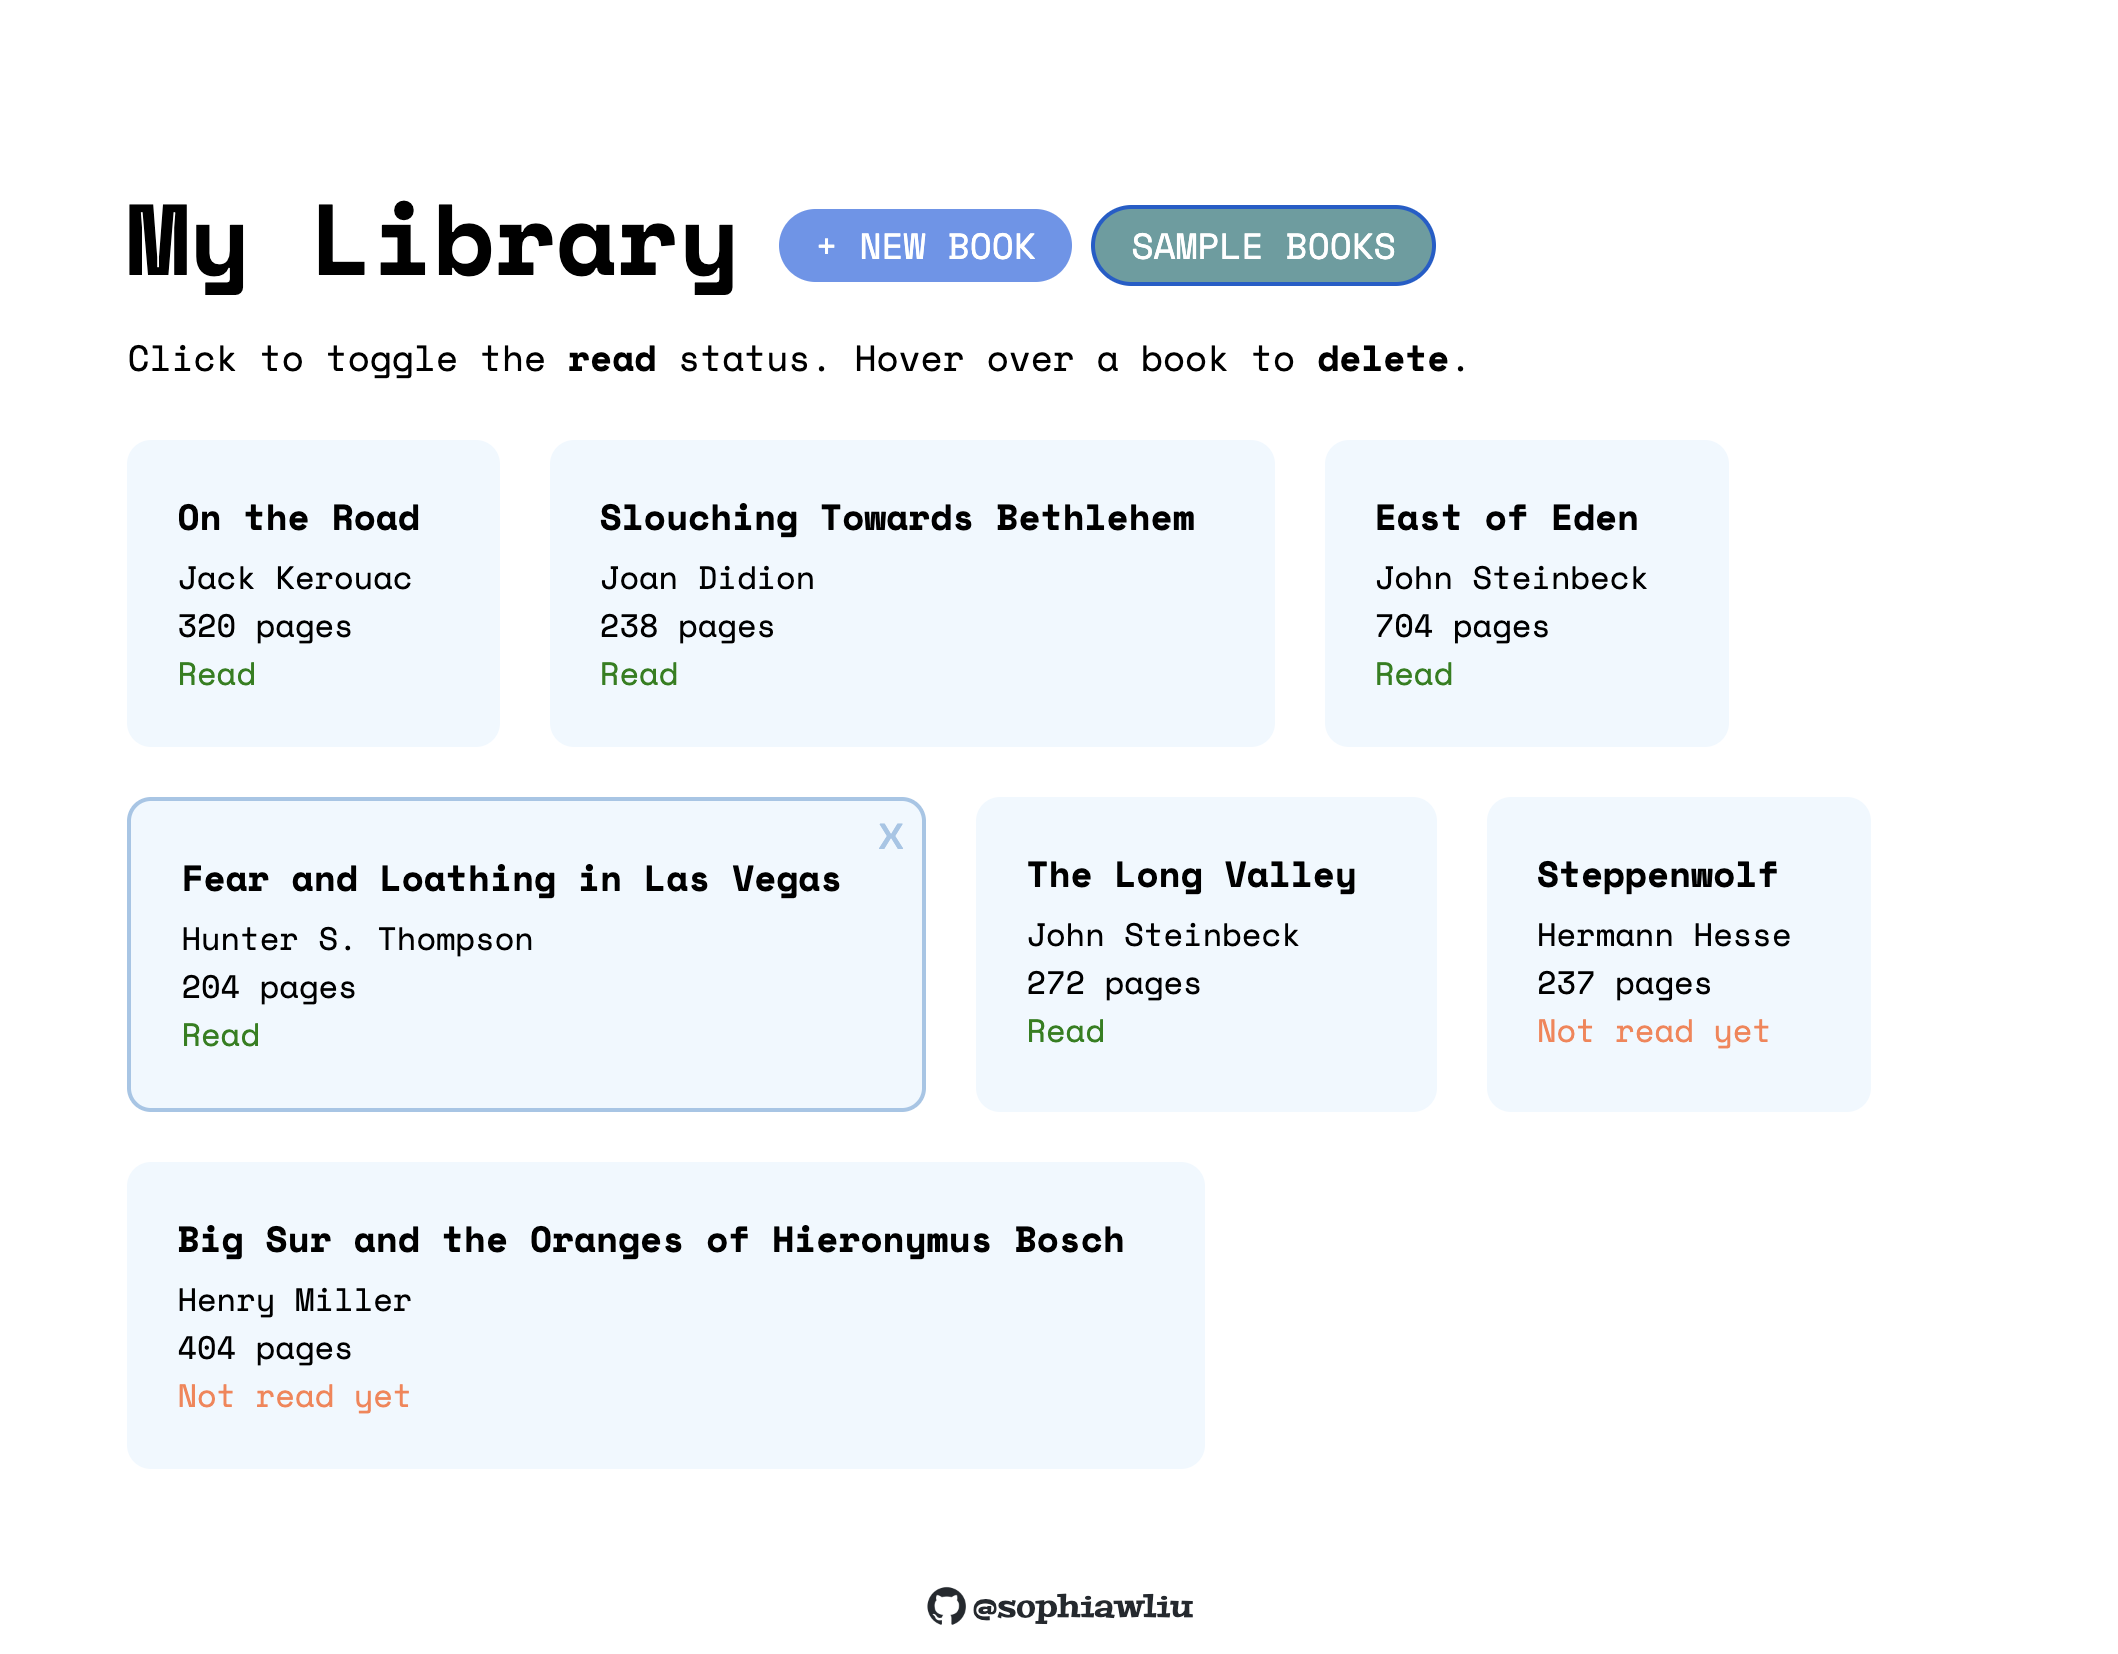 My Library
+ NEW BOOK
SAMPLE BOOKS
Click to toggle the read status. Hover over a book to delete.
On the Road
Jack Kerouac
320 pages
Read
Slouching Towards Bethlehem
Joan Didion
238 pages
Read
East of Eden
John Steinbeck
704 pages
Read
X
Fear and Loathing in Las Vegas
Hunter S. Thompson
204 pages
Read
The Long Valley
John Steinbeck
272 pages
Read
Steppenwolf
Hermann Hesse
237 pages
Not read yet
Big Sur and the Oranges of Hieronymus Bosch
Henry Miller
404 pages
Not read yet
@sophiawliu